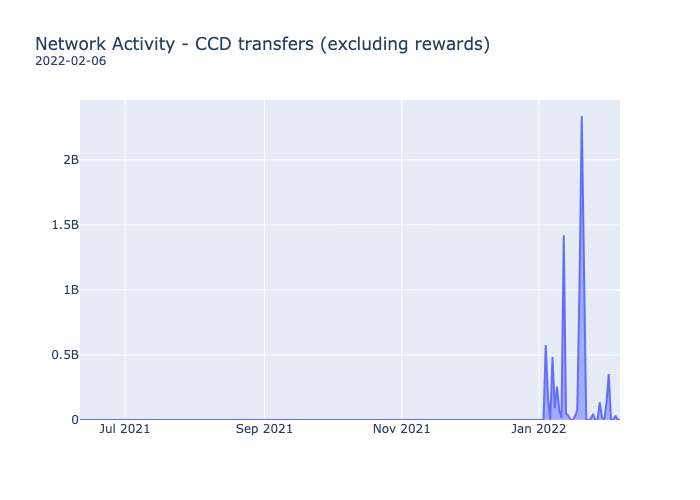 Network Activity - CCD transfers (excluding rewards)
2022-02-06
2B
1.5B
1B
0.5B
0
Jul 2021 Sep 2021 Nov 2021 Jan 2022